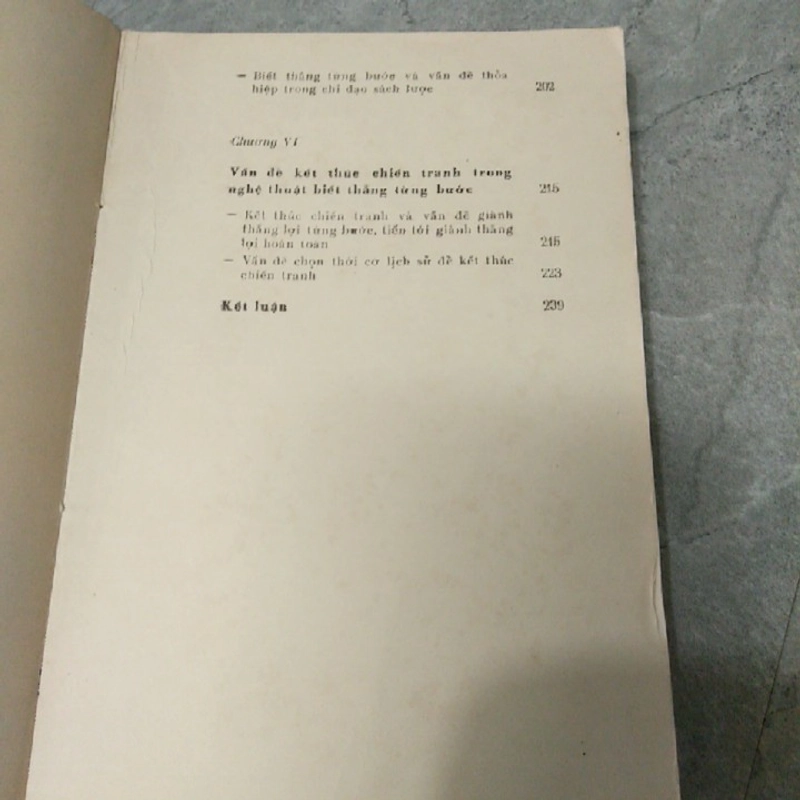 — Biết thắng từng bước và vấn đề thỏa
hiệp trong chỉ đạo sách lược 202
Chương VI
Vấn đề kết thúc chiến tranh trong
nghệ thuật biết thắng từng bước 215
— Kết thúc chiến tranh và vấn đề giành
thắng lợi từng bước, tiến tới giành thắng
lợi hoàn toàn 215
— Vấn đề chọn thời cơ lịch sử để kết thúc
chiến tranh 223
Kết luận 239